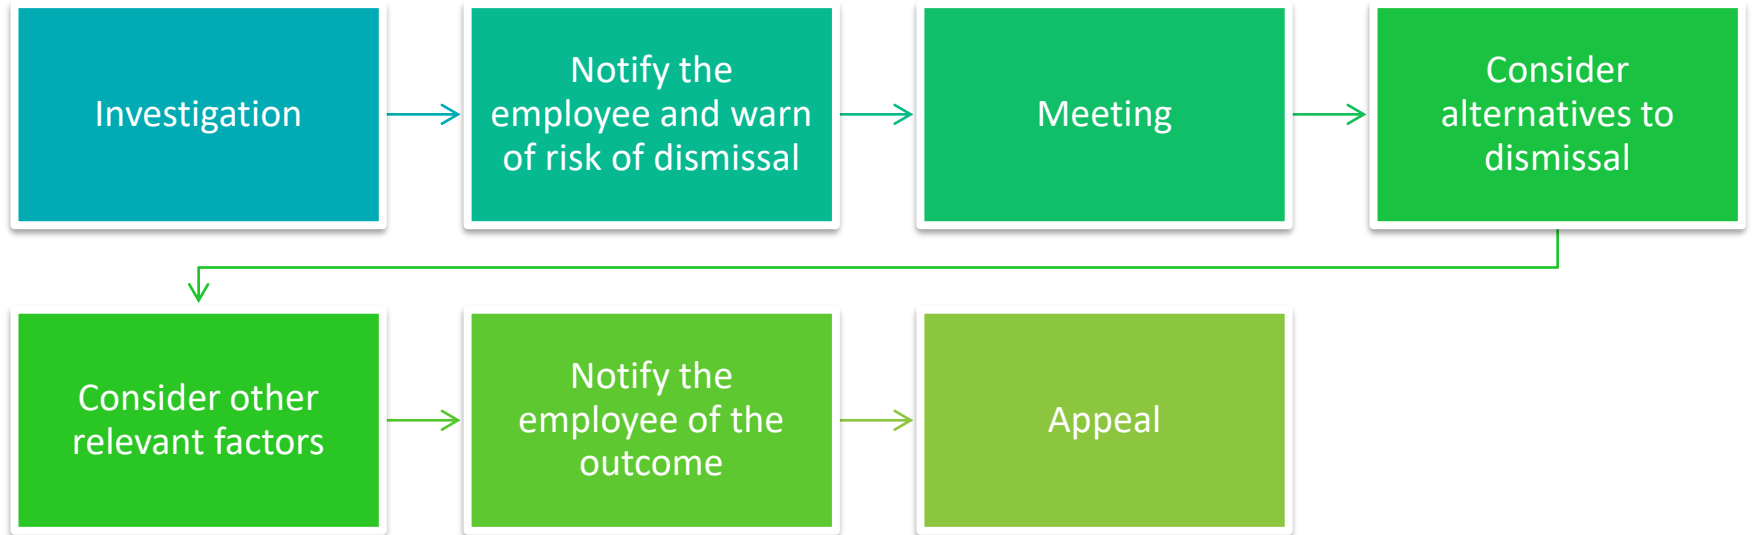 Investigation
Notify the
employee and warn
of risk of dismissal
Meeting
Consider
alternatives to
dismissal
Consider other
relevant factors
Notify the
employee of the
outcome
Appeal